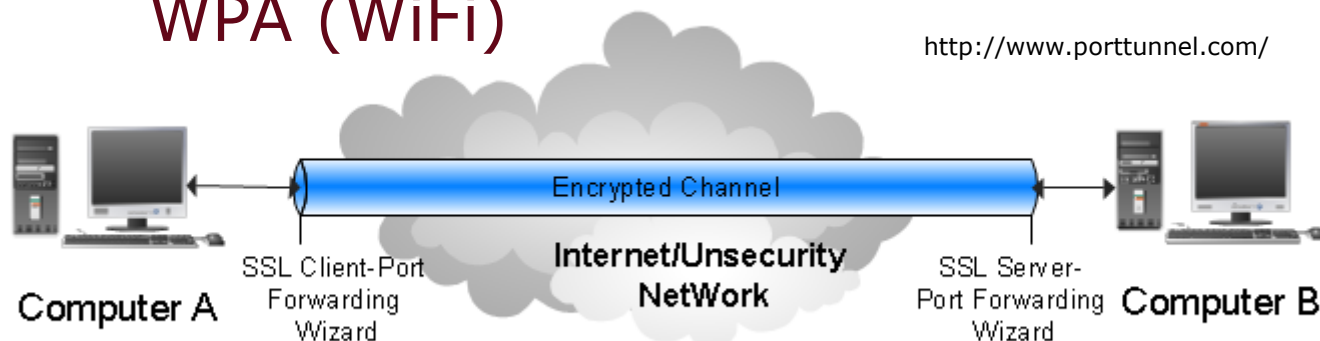 WPA (WiFi)
http://www.porttunnel.com/
Encrypted Channel
SSL Client-Port
Forwarding
Wizard
Internet/Unsecurity
NetWork
SSL Server-
Port Forwarding
Wizard
Computer A
Computer B